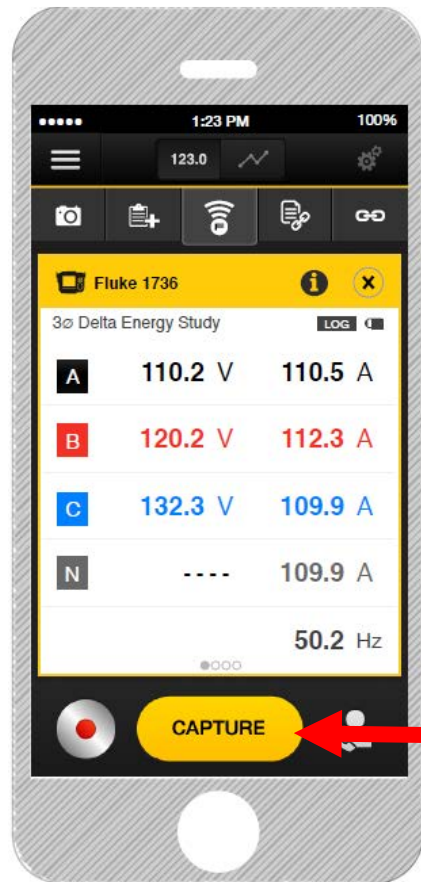 1:23 PM 100%
123.0
Fluke 1736
3ø Delta Energy Study LOG
A 110.2 V 110.5 A
B 120.2 V 112.3 A
C 132.3 V 109.9 A
N ---- 109.9 A
50.2 Hz
CAPTURE